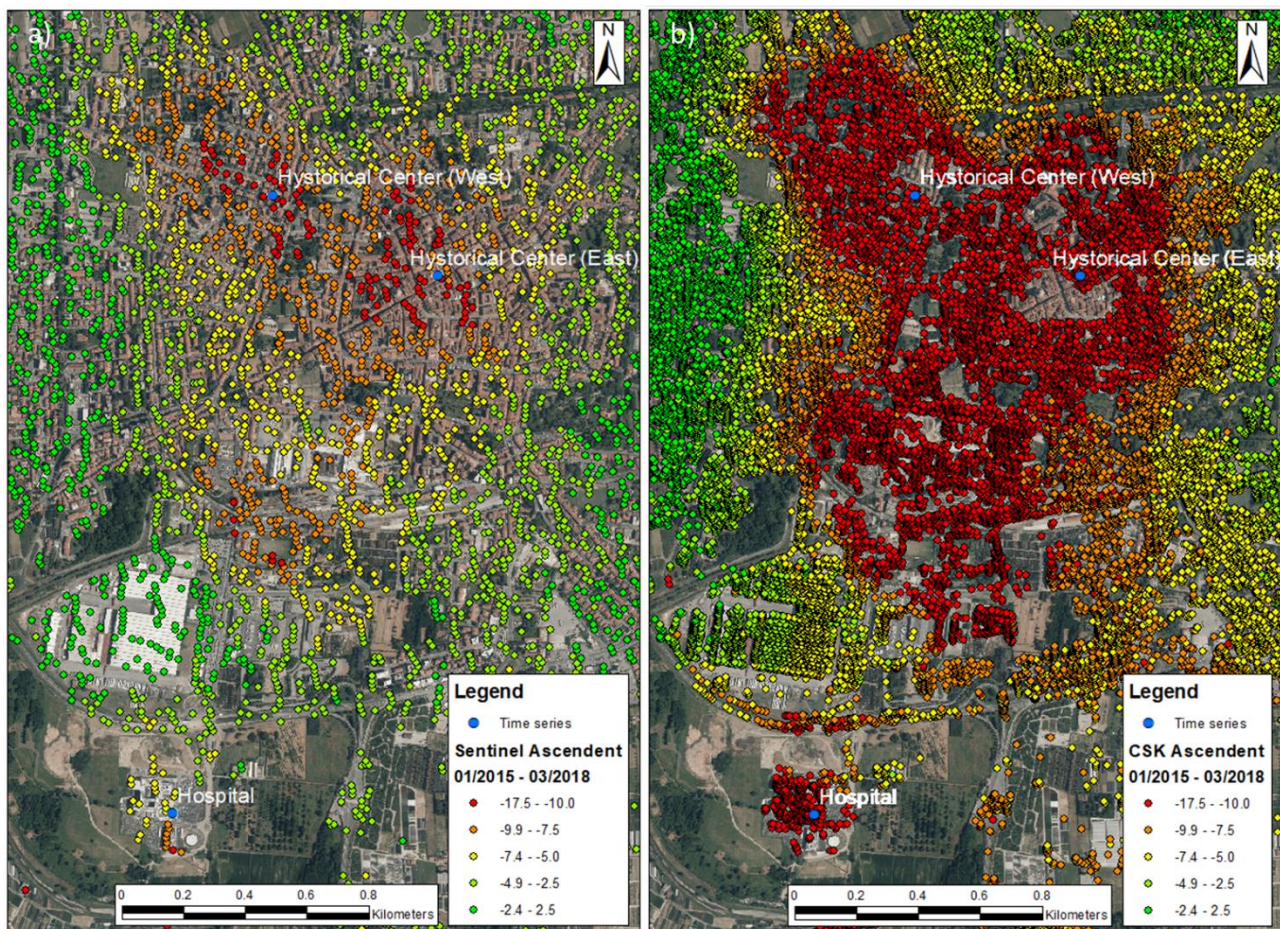 a)
N
Hystorical Center (West)
Hystorical Center (East)
Hospital
0 0.2 0.4 0.6 0.8
Kilometers
Legend
Time series
Sentinel Ascendent
01/2015 - 03/2018
-17.5 - -10.0
-9.9 - -7.5
-7.4 - -5.0
-4.9 - -2.5
-2.4 - 2.5
b)
N
Hystorical Center (West)
Hystorical Center (East)
Hospital
0 0.2 0.4 0.6 0.8
Kilometers
Legend
Time series
CSK Ascendent
01/2015 - 03/2018
-17.5 - -10.0
-9.9 - -7.5
-7.4 - -5.0
-4.9 - -2.5
-2.4 - 2.5